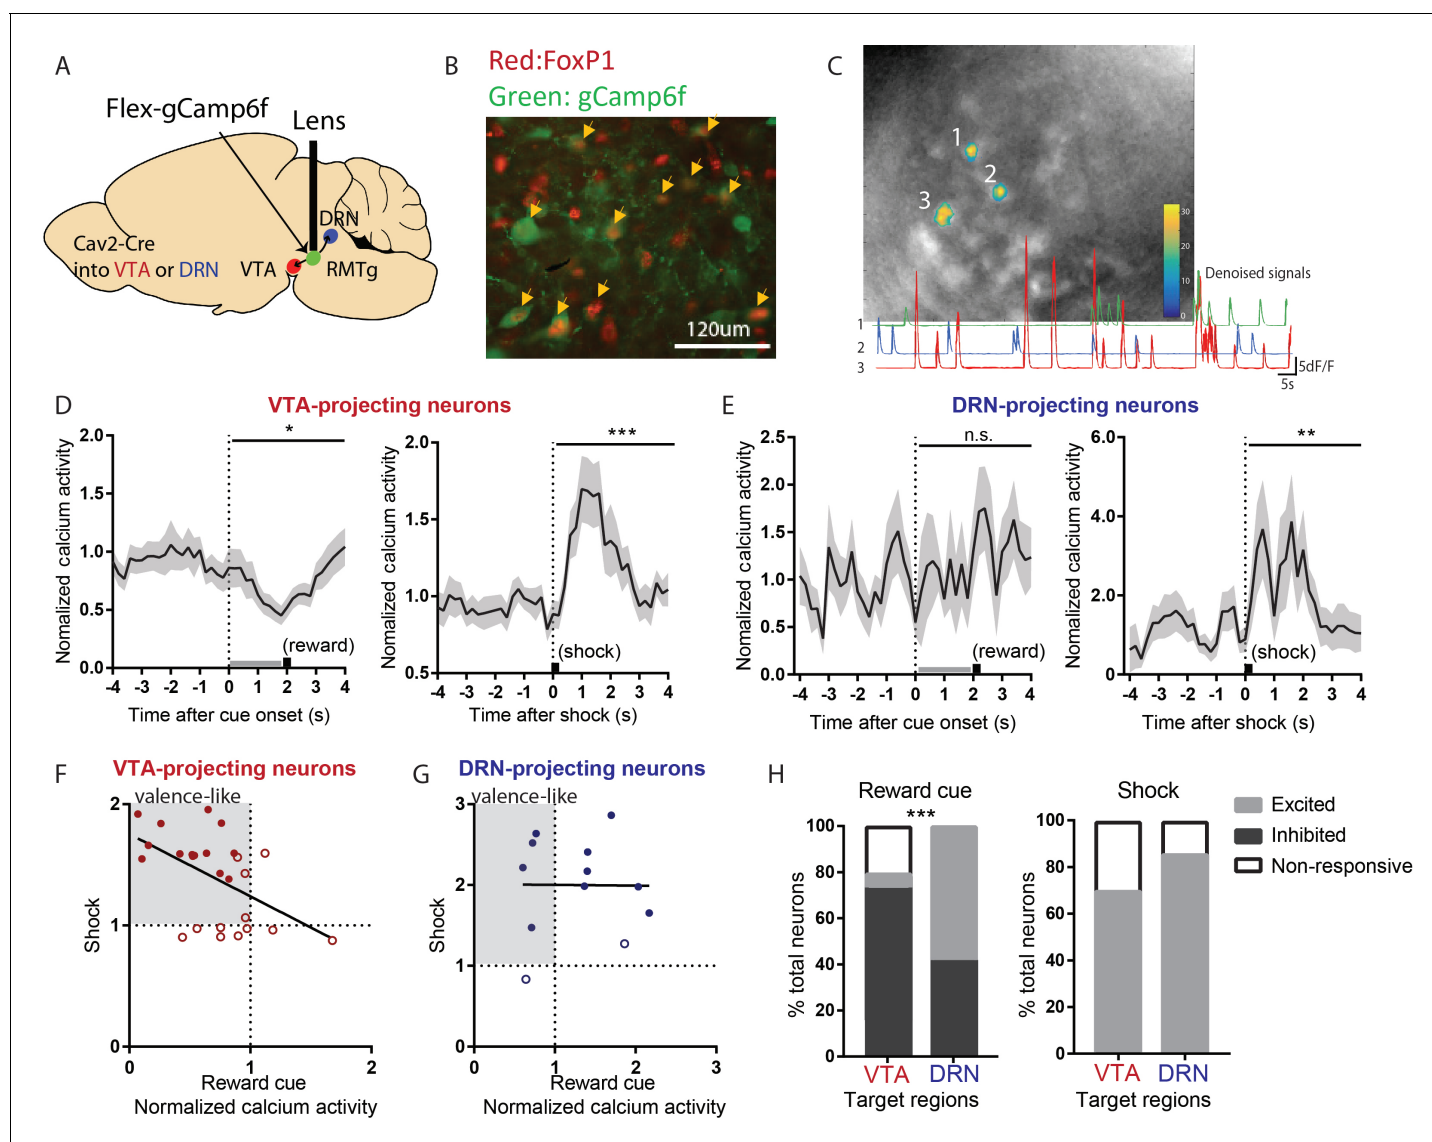 A
Flex-gCamp6f
Lens
DRN
Cav2-Cre
into VTA or DRN
VTA
RMTg
B
Red:FoxP1
Green: gCamp6f
120um
C
1
2
3
30
20
10
0
Denoised signals
1
2
3
5dF/F
5s
D
VTA-projecting neurons
*
2.0
1.5
1.0
0.5
0.0
Nomalized calcium activity
(reward)
-4 -3 -2 -1 0 1 2 3 4
Time after cue onset (s)
***
2.0
1.5
1.0
0.5
Nomalized calcium activity
(shock)
-4 -3 -2 -1 0 1 2 3 4
Time after shock (s)
E
DRN-projecting neurons
n.s.
2.5
2.0
1.5
1.0
0.5
0.0
Nomalized calcium activity
(reward)
-4 -3 -2 -1 0 1 2 3 4
Time after cue onset (s)
**
6.0
4.0
2.0
0
Nomalized calcium activity
(shock)
-4 -3 -2 -1 0 1 2 3 4
Time after shock (s)
F
VTA-projecting neurons
valence-like
2
1
0
Shock
0 1 2
Reward cue
Normalized calcium activity
G
DRN-projecting neurons
valence-like
3
2
1
0
Shock
0 1 2 3
Reward cue
Normalized calcium activity
H
Reward cue
***
100
80
60
40
20
0
% total neurons
VTA DRN
Target regions
Shock
100
80
60
40
20
0
% total neurons
VTA DRN
Target regions
Excited
Inhibited
Non-responsive